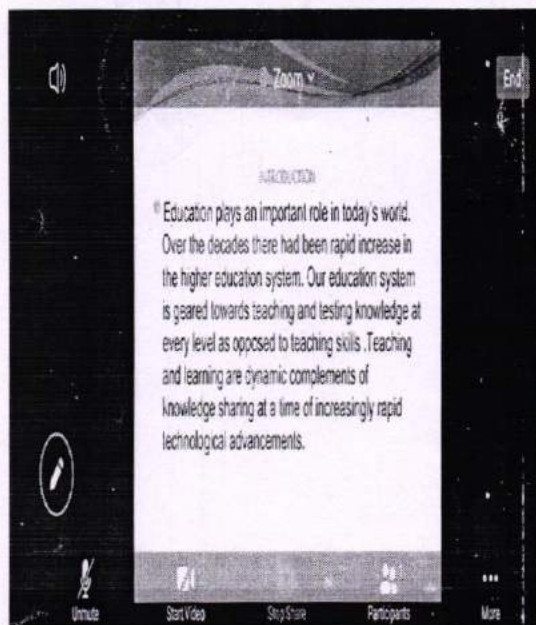 Zoom
End
INTRODUCTION
Education plays an important role in today's world.
Over the decades there had been rapid increase in
the higher education system. Our education system
is geared towards teaching and testing knowledge at
every level as opposed to teaching skills .Teaching
and learning are dynamic complements of
knowledge sharing at a time of increasingly rapid
technological advancements.
Unmute Start Video Stop Share Participants More